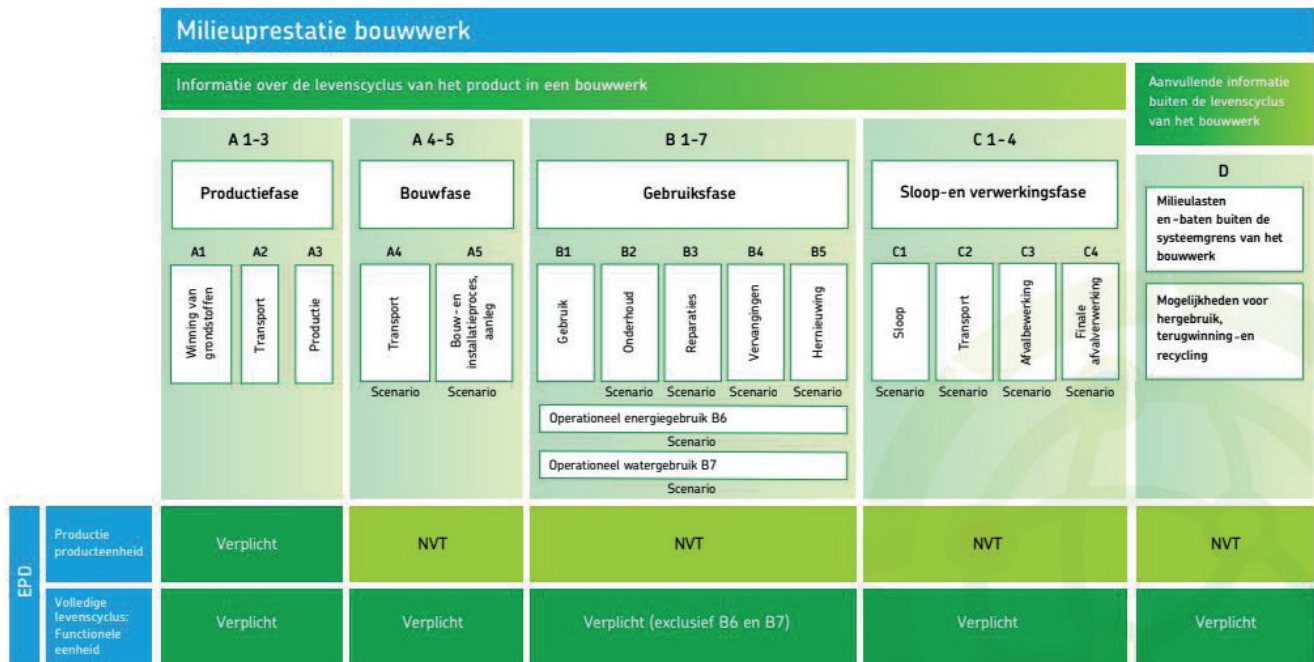 Milieuprestatie bouwwerk
Informatie over de levenscyclus van het product in een bouwwerk
Aanvullende informatie
buiten de levenscyclus
van het bouwwerk
A 1-3
A 4-5
B 1-7
C 1-4
D
Productiefase
Bouwfase
Gebruiksfase
Sloop-en verwerkingsfase
Milieulasten
en-baten buiten de
systeemgrens van het
bouwwerk
A1
A2
A3
A4
A5
B1
B2
B3
B4
B5
C1
C2
C3
C4
Winning van
grondstoffen
Transport
Productie
Transport
Bouw-en
installatieproces,
aanleg
Gebruik
Onderhoud
Reparaties
Vervangingen
Hernieuwing
Sloop
Transport
Afvalbewerking
Finale
afvalverwerking
Mogelijkheden voor
hergebruik,
terugwinning-en
recycling
Scenario
Scenario
Scenario
Scenario
Scenario
Scenario
Scenario
Scenario
Scenario
Scenario
Operationeel energiegebruik B6
Scenario
Operationeel watergebruik B7
Scenario
EPD
Productie
producteenheid
Verplicht
NVT
NVT
NVT
NVT
Volledige
levenscyclus:
Functionele
eenheid
Verplicht
Verplicht
Verplicht (exclusief B6 en B7)
Verplicht
Verplicht